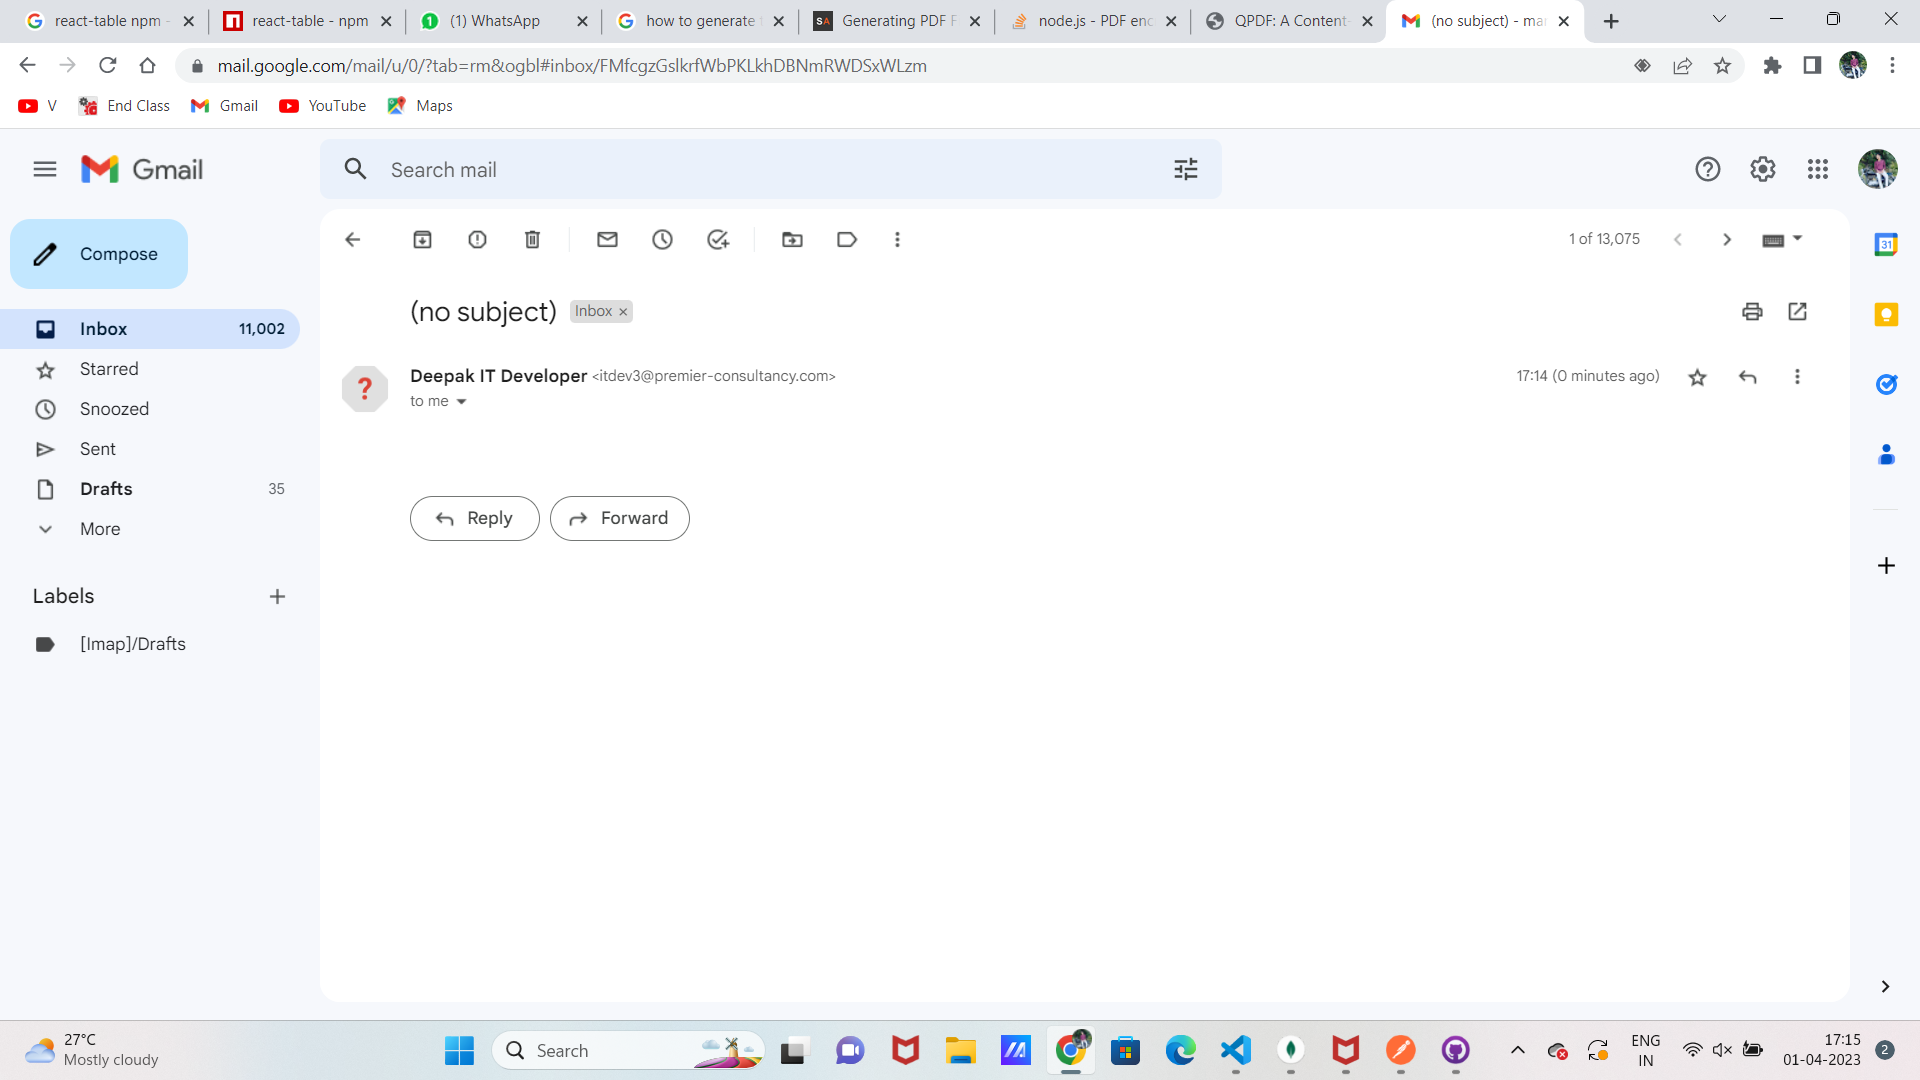 react-table npm -
react-table - npm
(1) WhatsApp
how to generate
Generating PDF F
node.js - PDF enc
QPDF: A Content-
(no subject) - ma
mail.google.com/mail/u/0/?tab=rm&ogbl#inbox/FMfcgzGslkrfWbPKLkhDBNmRWDSxWLzm
V
End Class
Gmail
YouTube
Maps
Gmail
Search mail
Compose
1 of 13,075
(no subject)
Inbox ×
Inbox 11,002
Starred
Snoozed
Sent
Drafts 35
More
Labels
[Imap]/Drafts
Deepak IT Developer <itdev3@premier-consultancy.com>
17:14 (0 minutes ago)
to me
Reply
Forward
31
27°C
Mostly cloudy
Search
ENG
IN
17:15
01-04-2023
2